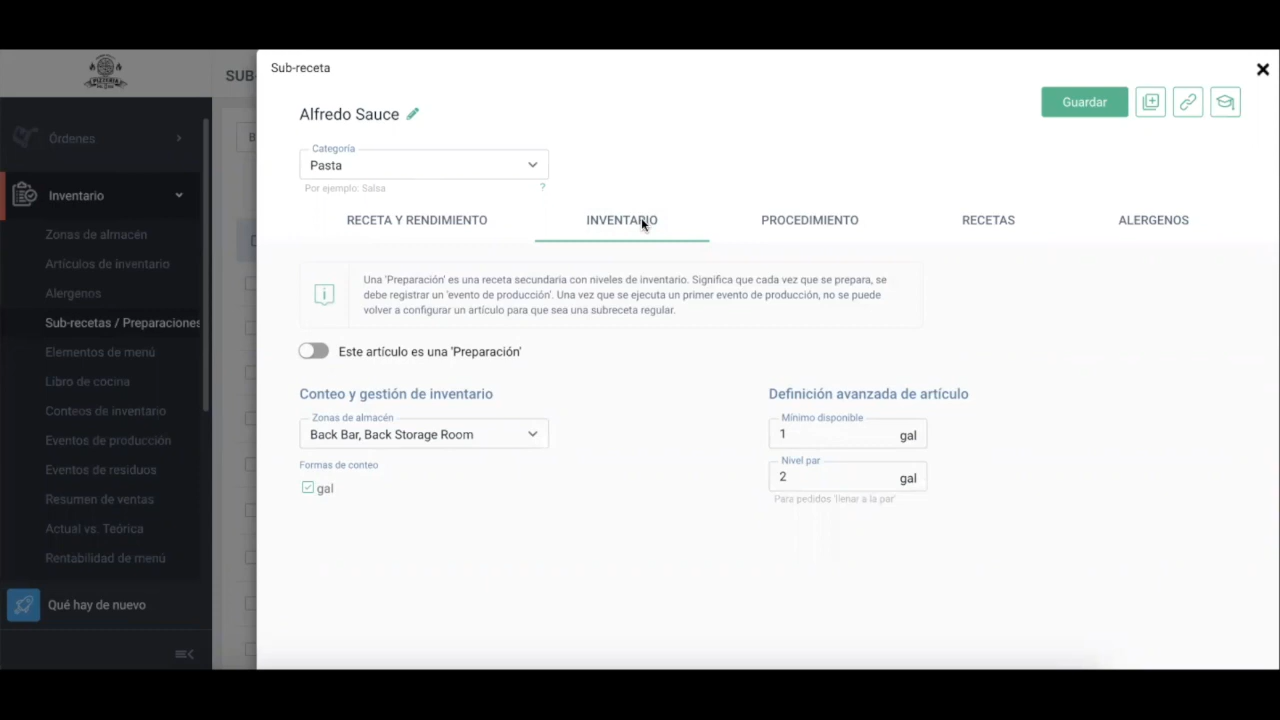 SUB-
Sub-receta
Alfredo Sauce
Guardar
Categoría
Pasta
Por ejemplo: Salsa
?
RECETA Y RENDIMIENTO
INVENTARIO
PROCEDIMIENTO
RECETAS
ALERGENOS
Una 'Preparación' es una receta secundaria con niveles de inventario. Significa que cada vez que se prepara, se
debe registrar un 'evento de producción'. Una vez que se ejecuta un primer evento de producción, no se puede
volver a configurar un artículo para que sea una subreceta regular.
Este artículo es una 'Preparación'
Conteo y gestión de inventario
Zonas de almacén
Back Bar, Back Storage Room
Formas de conteo
gal
Definición avanzada de artículo
Mínimo disponible
1 gal
Nivel par
2 gal
Para pedidos 'llenar a la par'
Órdenes
Inventario
Zonas de almacén
Artículos de inventario
Alergenos
Sub-recetas / Preparaciones
Elementos de menú
Libro de cocina
Conteos de inventario
Eventos de producción
Eventos de residuos
Resumen de ventas
Actual vs. Teórica
Rentabilidad de menú
Qué hay de nuevo